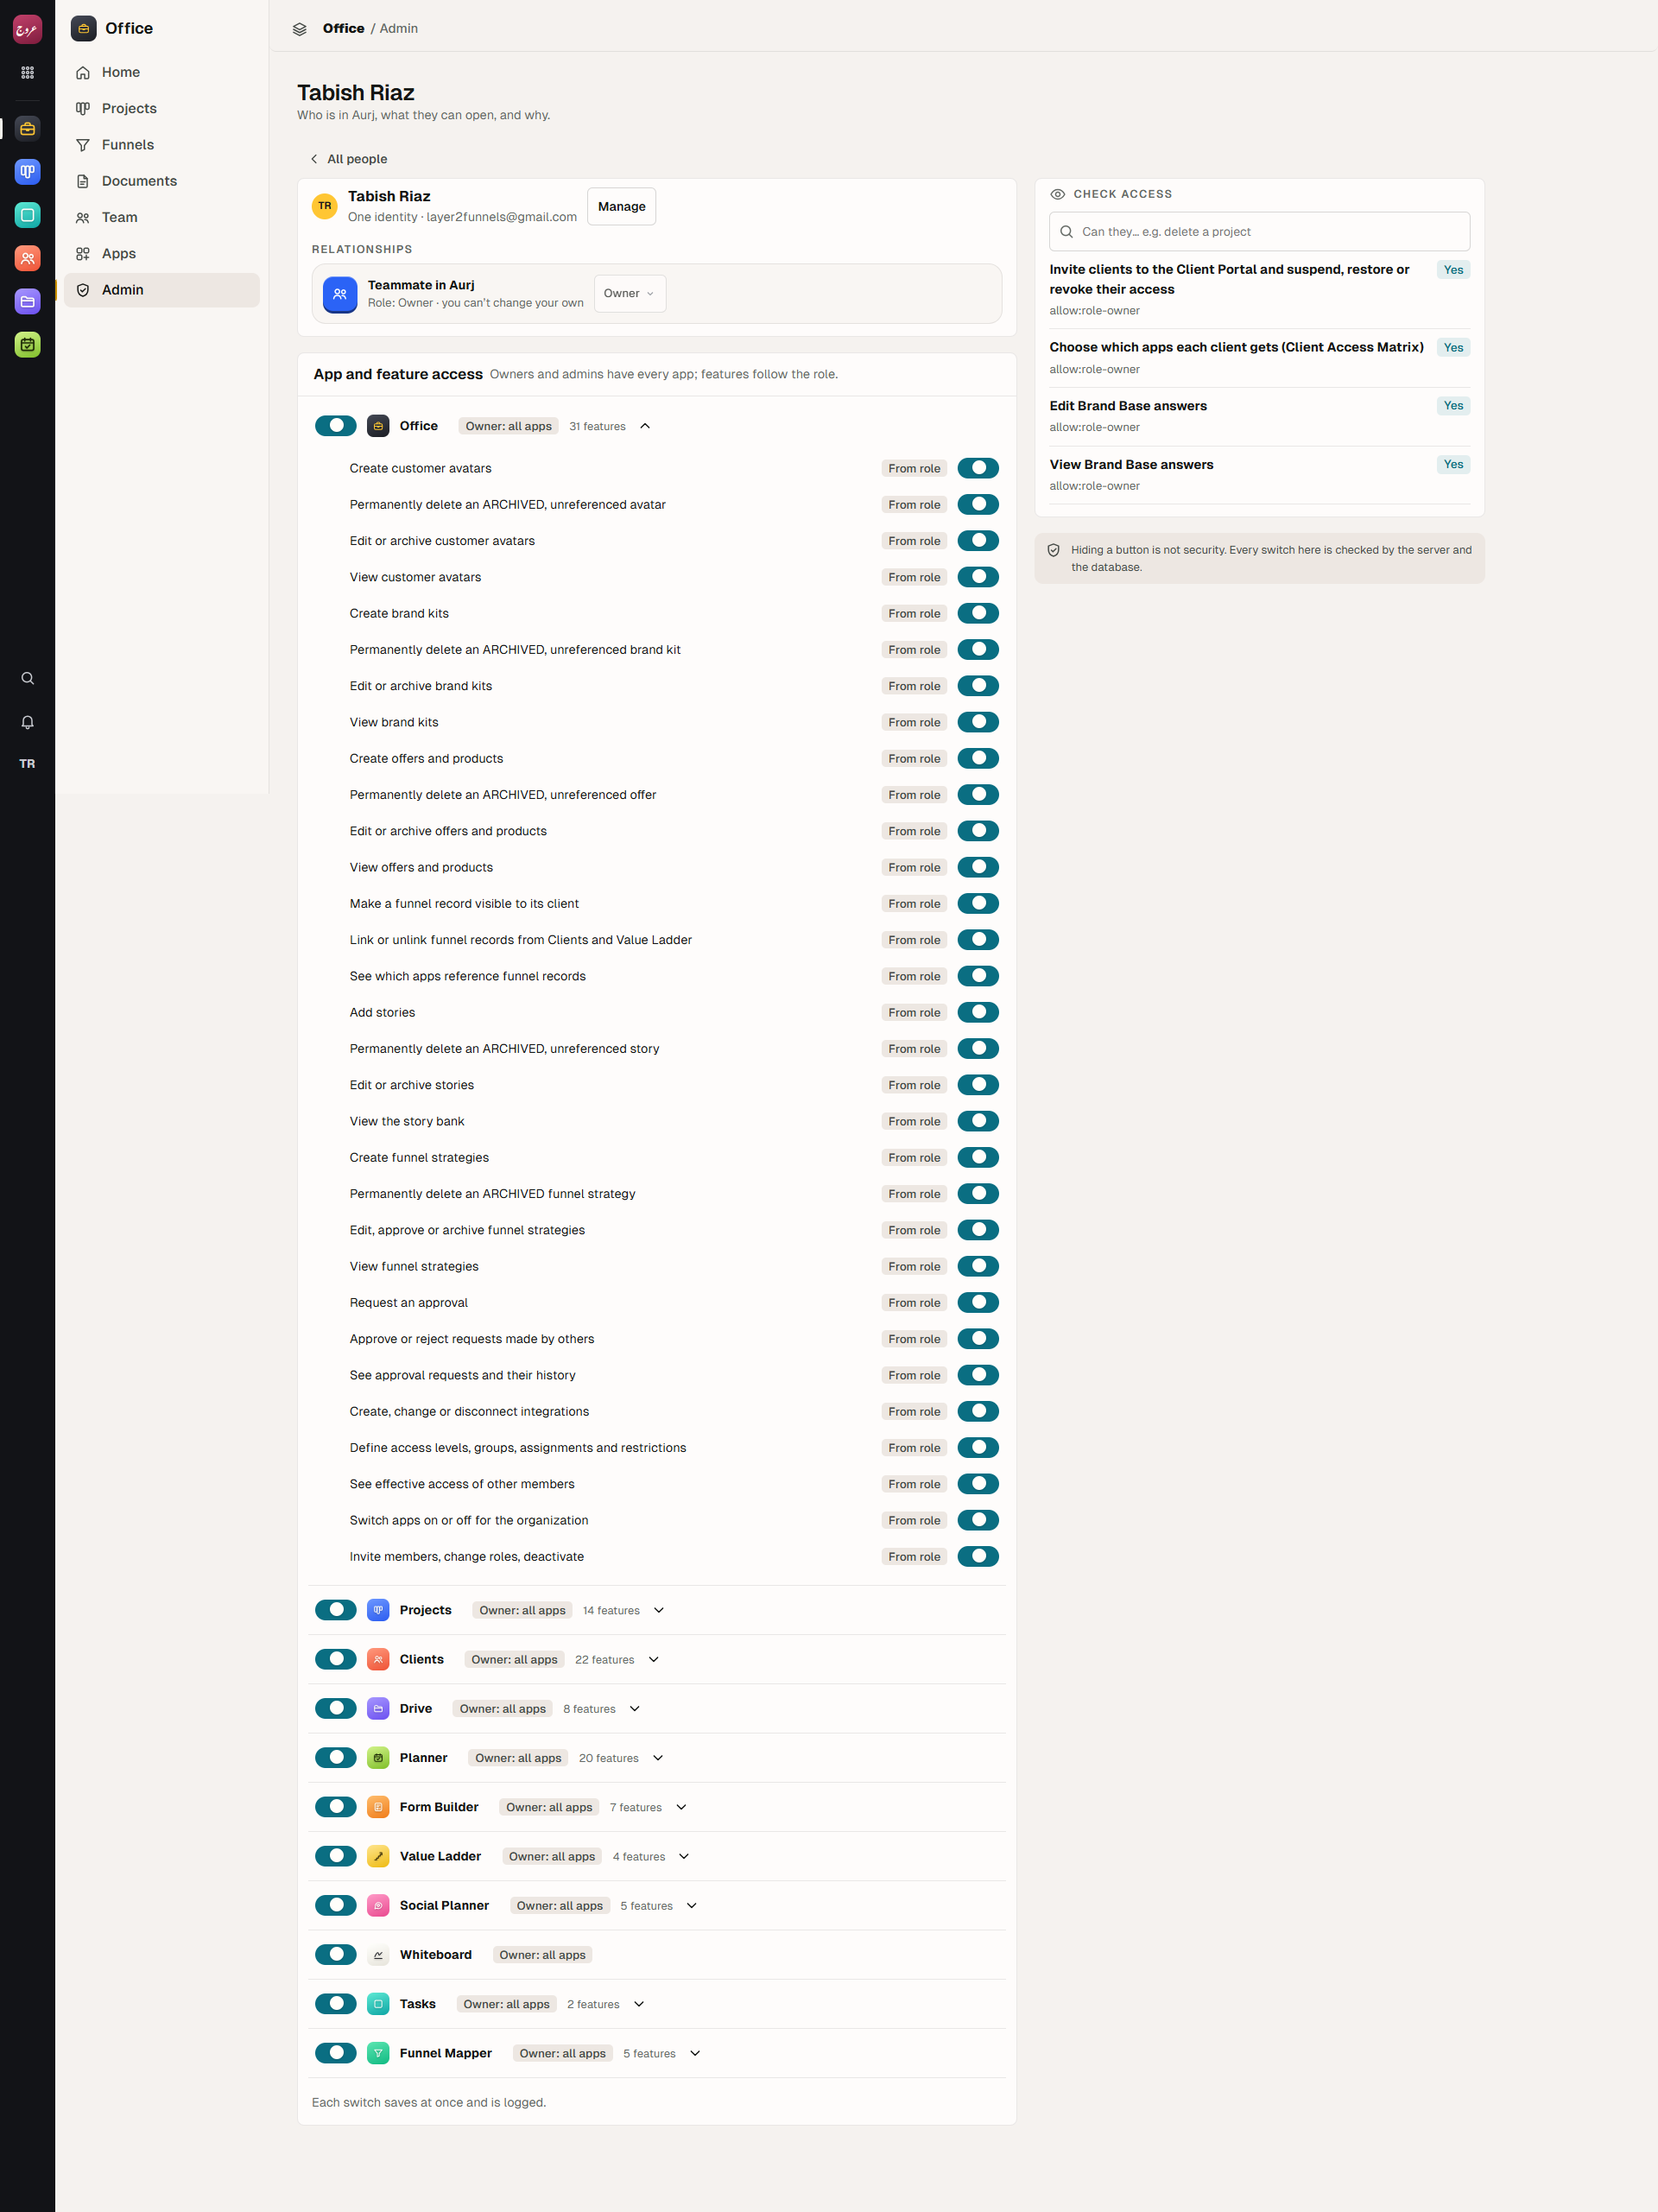 عروج
Office
Home
Projects
Funnels
Documents
Team
Apps
Admin
TR
Office / Admin
Tabish Riaz
Who is in Aurj, what they can open, and why.
All people
TR
Tabish Riaz
One identity · layer2funnels@gmail.com
Manage
RELATIONSHIPS
Teammate in Aurj
Role: Owner · you can't change your own
Owner
App and feature access Owners and admins have every app; features follow the role.
Office Owner: all apps 31 features
Create customer avatars From role
Permanently delete an ARCHIVED, unreferenced avatar From role
Edit or archive customer avatars From role
View customer avatars From role
Create brand kits From role
Permanently delete an ARCHIVED, unreferenced brand kit From role
Edit or archive brand kits From role
View brand kits From role
Create offers and products From role
Permanently delete an ARCHIVED, unreferenced offer From role
Edit or archive offers and products From role
View offers and products From role
Make a funnel record visible to its client From role
Link or unlink funnel records from Clients and Value Ladder From role
See which apps reference funnel records From role
Add stories From role
Permanently delete an ARCHIVED, unreferenced story From role
Edit or archive stories From role
View the story bank From role
Create funnel strategies From role
Permanently delete an ARCHIVED funnel strategy From role
Edit, approve or archive funnel strategies From role
View funnel strategies From role
Request an approval From role
Approve or reject requests made by others From role
See approval requests and their history From role
Create, change or disconnect integrations From role
Define access levels, groups, assignments and restrictions From role
See effective access of other members From role
Switch apps on or off for the organization From role
Invite members, change roles, deactivate From role
Projects Owner: all apps 14 features
Clients Owner: all apps 22 features
Drive Owner: all apps 8 features
Planner Owner: all apps 20 features
Form Builder Owner: all apps 7 features
Value Ladder Owner: all apps 4 features
Social Planner Owner: all apps 5 features
Whiteboard Owner: all apps
Tasks Owner: all apps 2 features
Funnel Mapper Owner: all apps 5 features
Each switch saves at once and is logged.
CHECK ACCESS
Can they… e.g. delete a project
Invite clients to the Client Portal and suspend, restore or Yes
revoke their access
allow:role-owner
Choose which apps each client gets (Client Access Matrix) Yes
allow:role-owner
Edit Brand Base answers Yes
allow:role-owner
View Brand Base answers Yes
allow:role-owner
Hiding a button is not security. Every switch here is checked by the server and
the database.